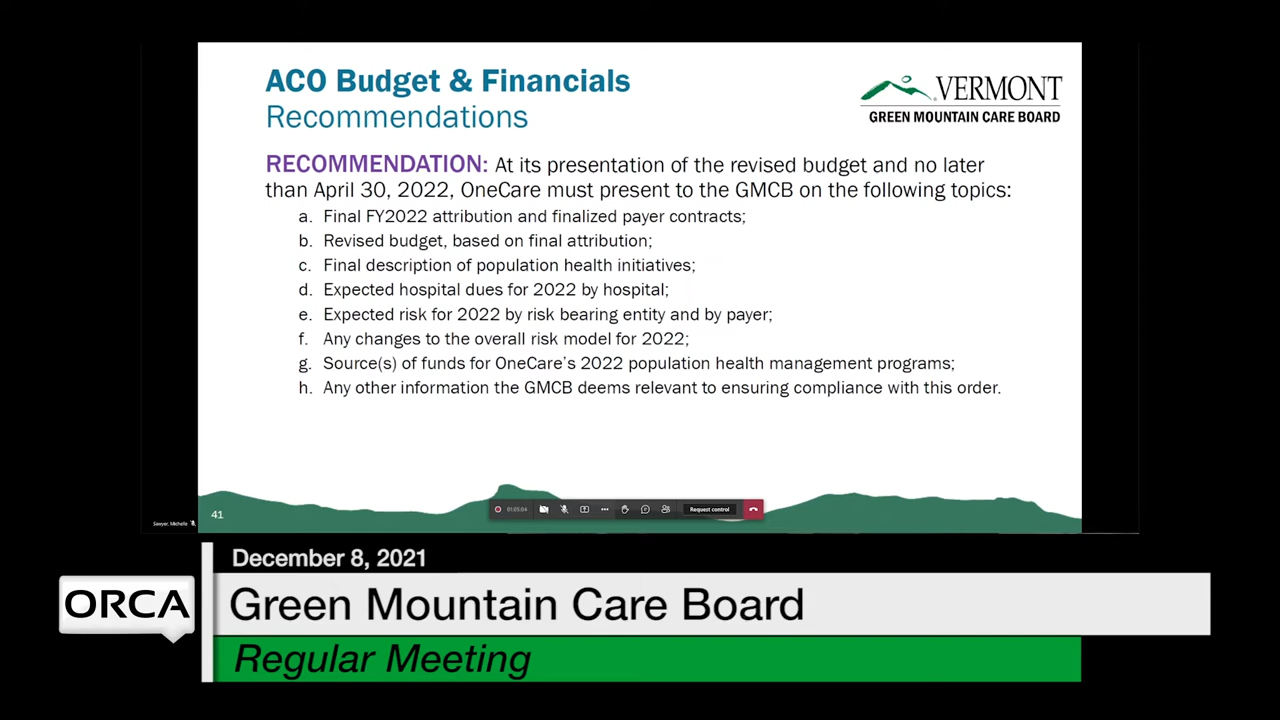 ACO Budget & Financials
Recommendations
VERMONT
GREEN MOUNTAIN CARE BOARD
RECOMMENDATION: At its presentation of the revised budget and no later
than April 30, 2022, OneCare must present to the GMCB on the following topics:
a. Final FY2022 attribution and finalized payer contracts;
b. Revised budget, based on final attribution;
c. Final description of population health initiatives;
d. Expected hospital dues for 2022 by hospital;
e. Expected risk for 2022 by risk bearing entity and by payer;
f. Any changes to the overall risk model for 2022;
g. Source(s) of funds for OneCare's 2022 population health management programs;
h. Any other information the GMCB deems relevant to ensuring compliance with this order.
41
01:05:04
Request control
Sawyer, Michelle
December 8, 2021
ORCA
Green Mountain Care Board
Regular Meeting